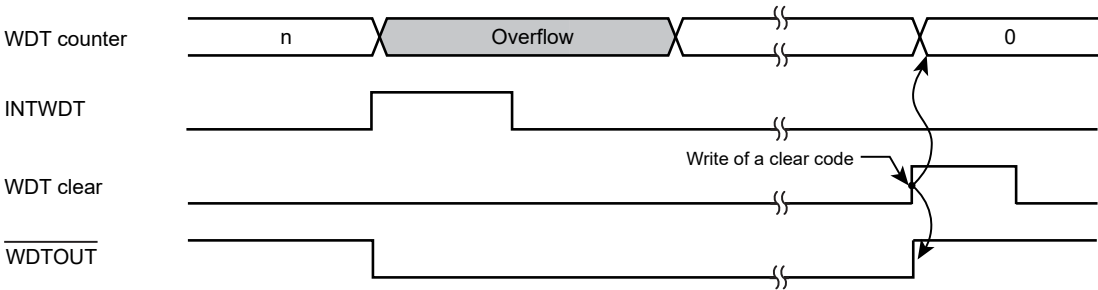 WDT counter n Overflow 0
INTWDT
Write of a clear code
WDT clear
WDTOUT